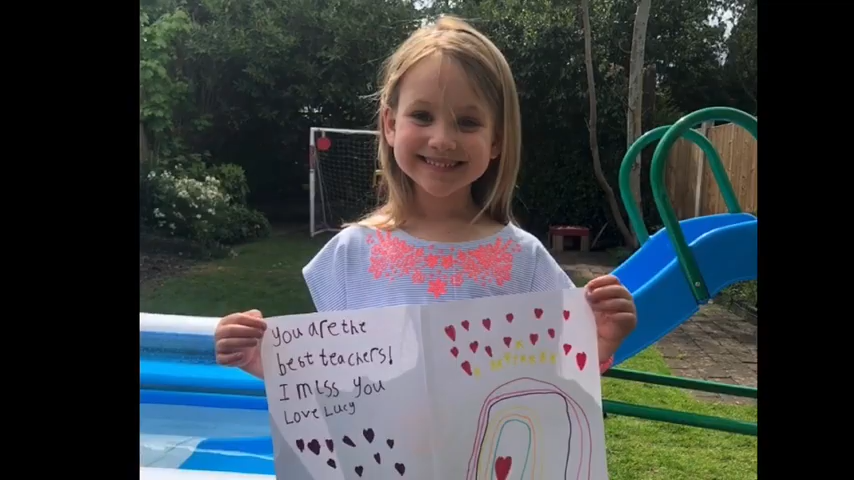 You are the
best teachers!
I miss you
Love Lucy